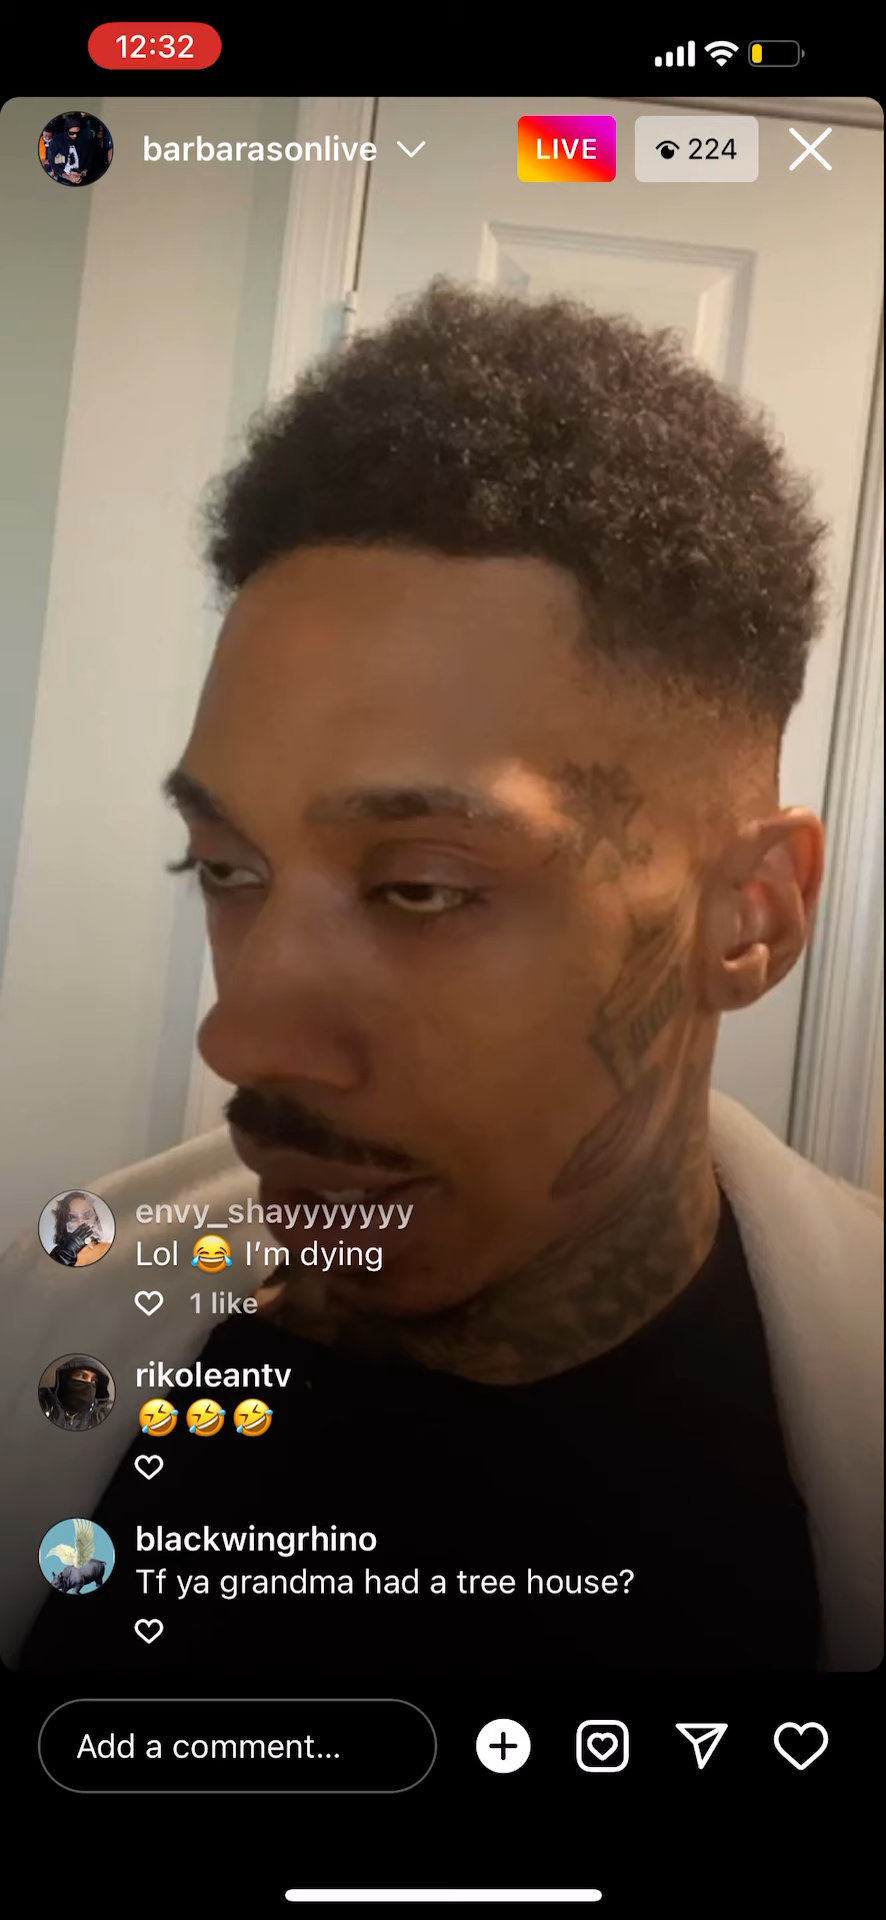 12:32
barbarasonlive
LIVE
224
envy_shayyyyyyy
Lol 😂 I’m dying
1 like
rikoleantv
🤣🤣🤣
blackwingrhino
Tf ya grandma had a tree house?
Add a comment...